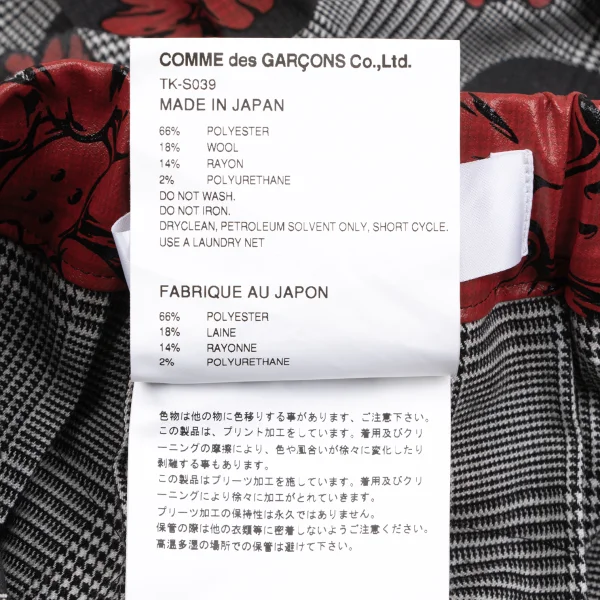 COMME des GARÇONS Co.,Ltd.
TK-S039
MADE IN JAPAN
66% POLYESTER
18% WOOL
14% RAYON
2% POLYURETHANE
DO NOT WASH.
DO NOT IRON.
DRYCLEAN, PETROLEUM SOLVENT ONLY, SHORT CYCLE.
USE A LAUNDRY NET
FABRIQUE AU JAPON
66% POLYESTER
18% LAINE
14% RAYONNE
2% POLYURETHANE
色物は他の物に色移りする事があります、ご注意下さい。
この製品は、プリント加工をしています。着用及びクリ
ーニングの摩擦により、色や風合いが徐々に変化したり
剥離する事もあります。
この製品はプリーツ加工を施しています。着用及びクリ
ーニングにより徐々に加工がとれていきます。
プリーツ加工の保持性は永久ではありません。
保管の際は他の衣類等に密着しないようご注意ください。
高温多湿の場所での保管は避けて下さい。